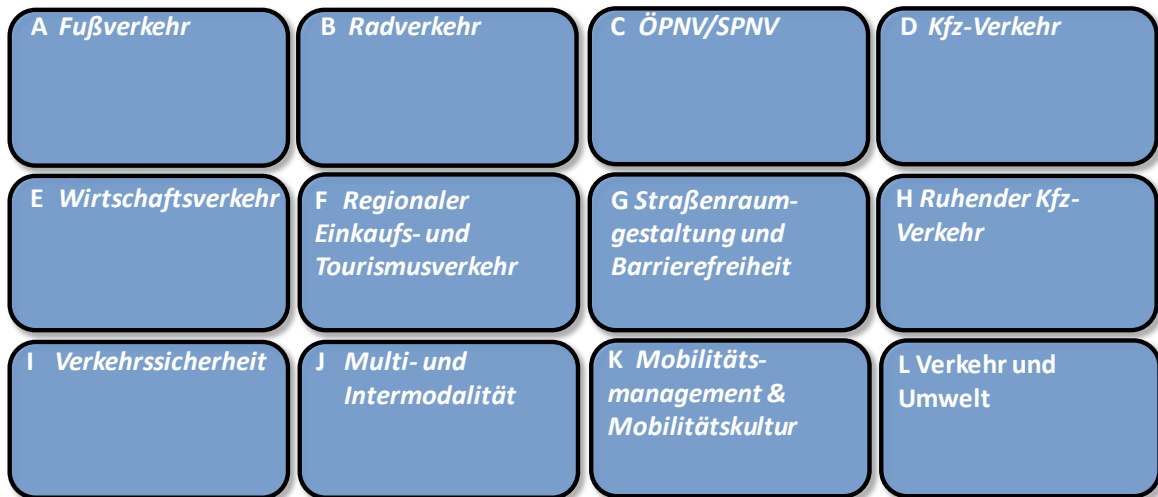 A Fußverkehr
B Radverkehr
C ÖPNV/SPNV
D Kfz-Verkehr
E Wirtschaftsverkehr
F Regionaler
Einkaufs- und
Tourismusverkehr
G Straßenraum-
gestaltung und
Barrierefreiheit
H Ruhender Kfz-
Verkehr
I Verkehrssicherheit
J Multi- und
Intermodalität
K Mobilitäts-
management &
Mobilitätskultur
L Verkehr und
Umwelt